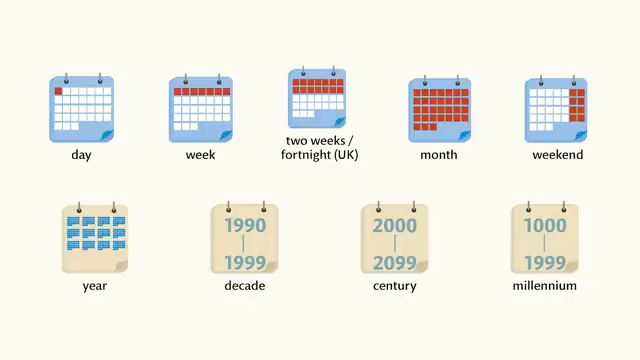 day
week
two weeks /
fortnight (UK)
month
weekend
1990
1999
2000
2099
1000
1999
year
decade
century
millennium